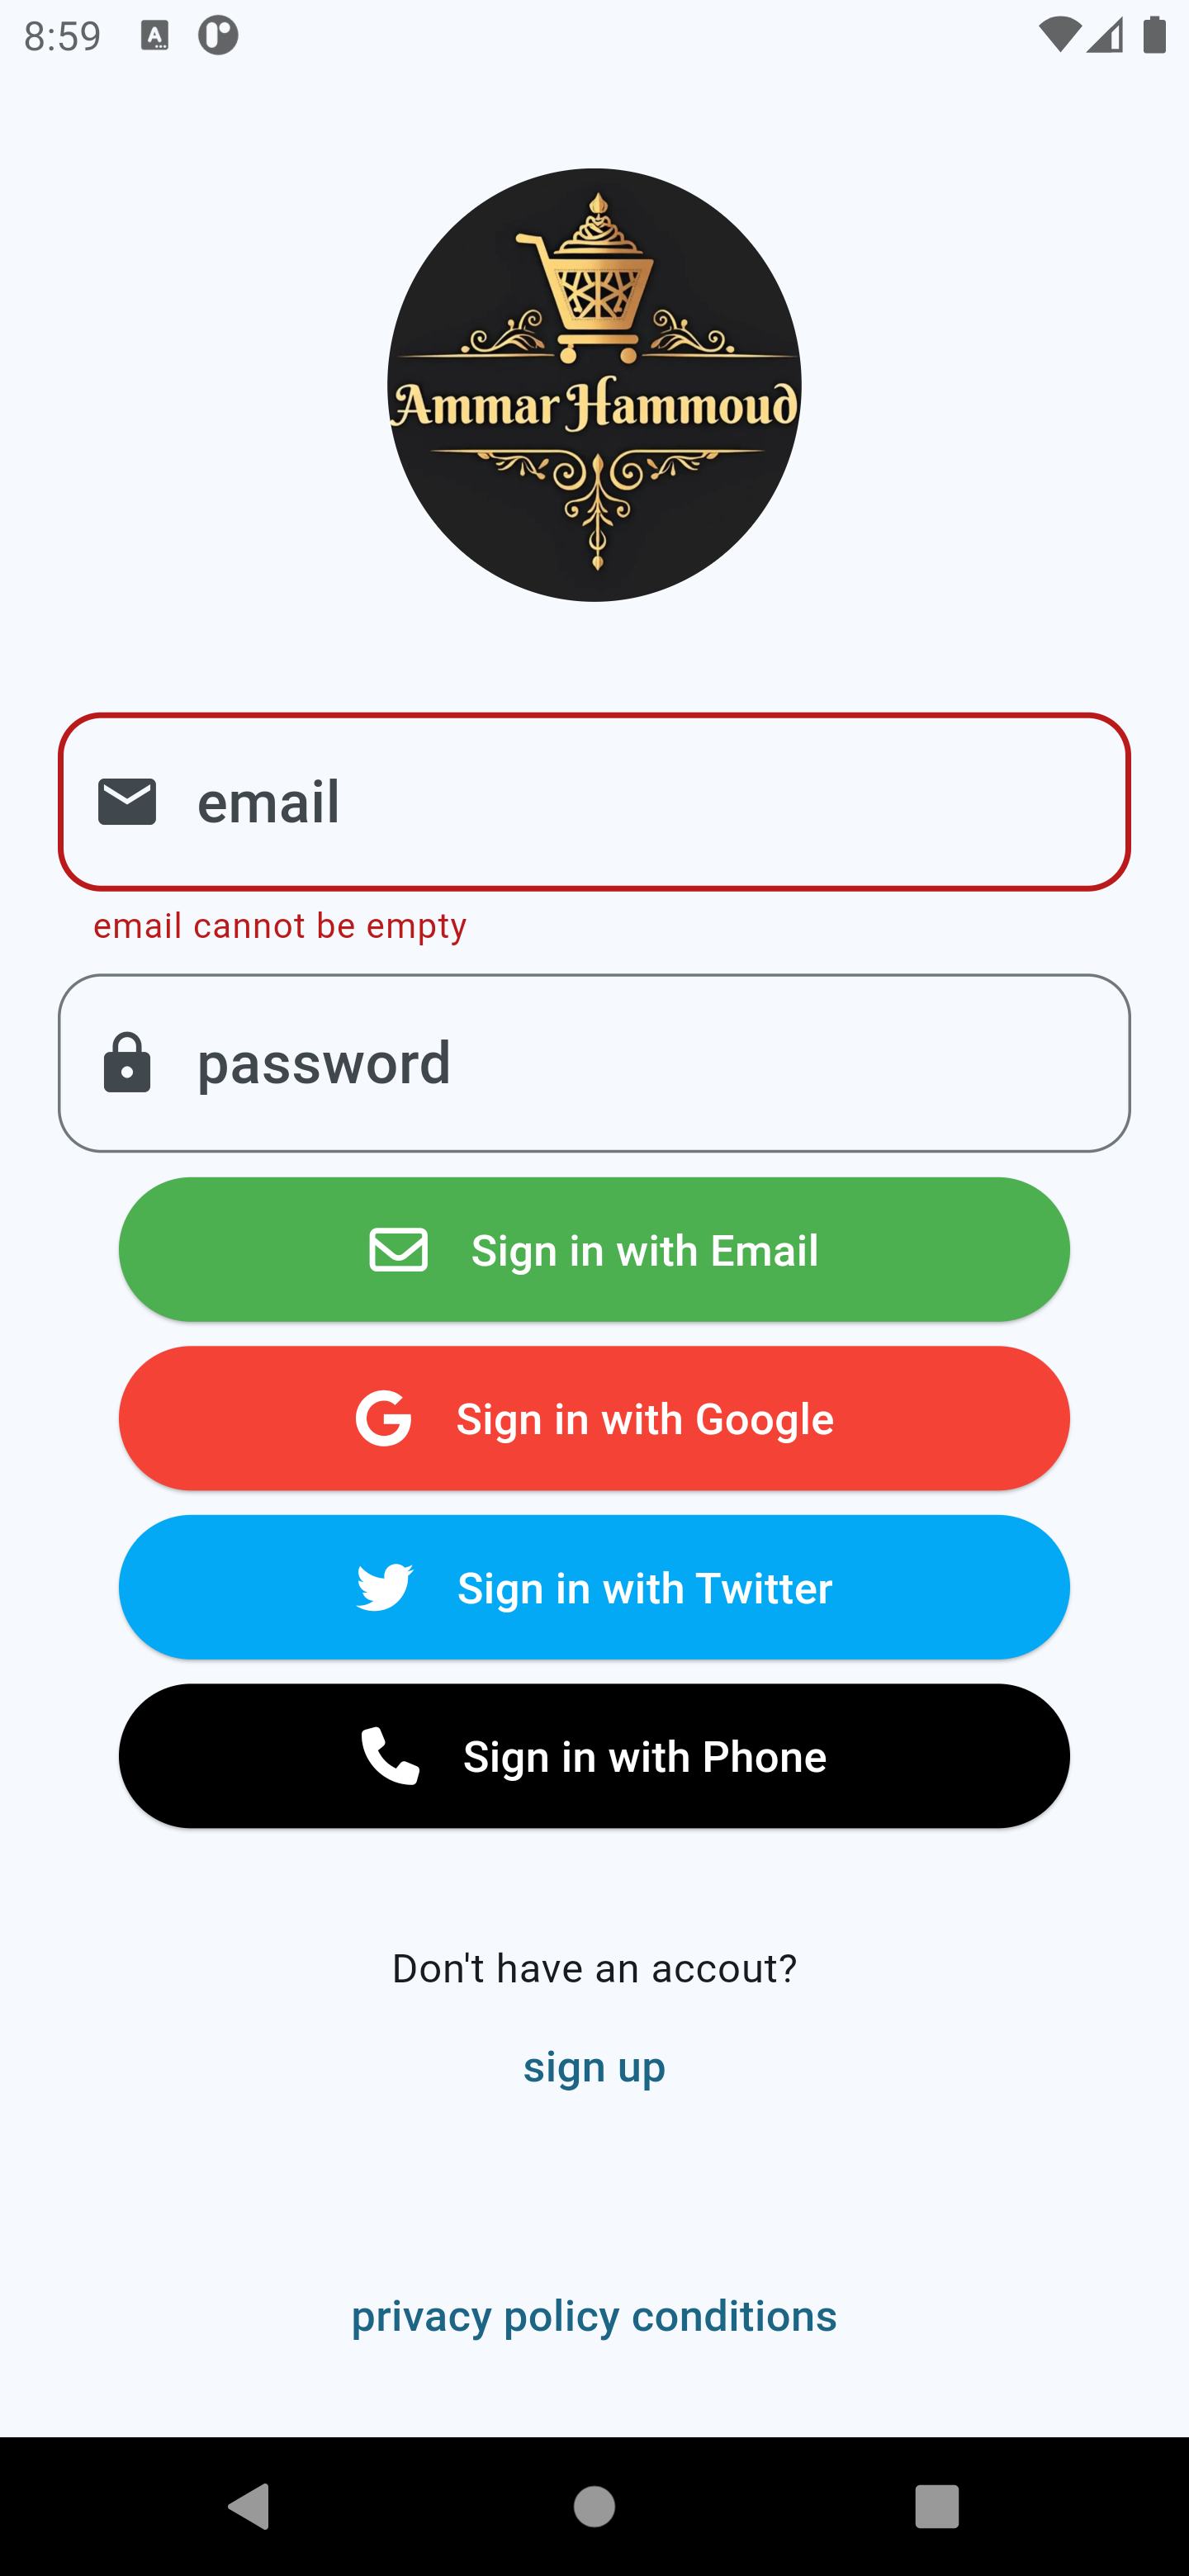 8:59
Ammar Hammoud
email
email cannot be empty
password
Sign in with Email
Sign in with Google
Sign in with Twitter
Sign in with Phone
Don't have an accout?
sign up
privacy policy conditions